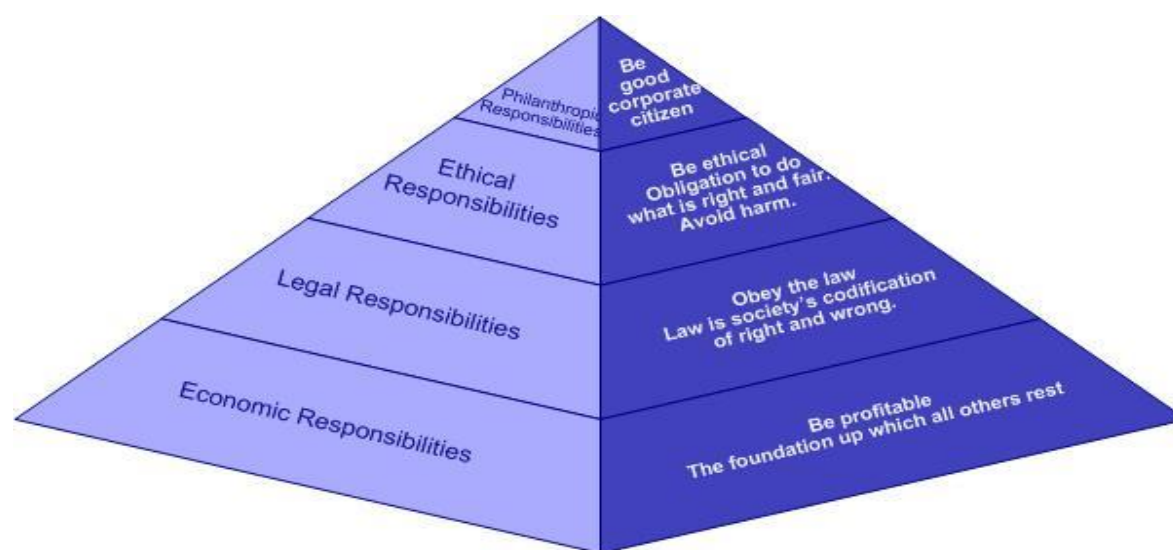 Philanthropic
Responsibilities
Be
good
corporate
citizen
Ethical
Responsibilities
Be ethical
Obligation to do
what is right and fair.
Avoid harm.
Legal Responsibilities
Obey the law
Law is society's codification
of right and wrong.
Economic Responsibilities
Be profitable
The foundation up which all others rest